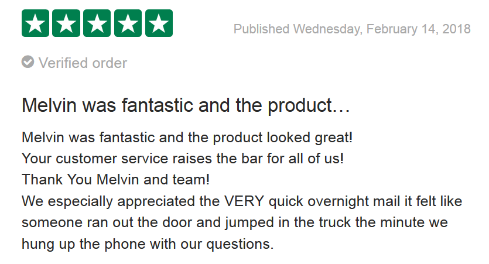 Published Wednesday, February 14, 2018
Verified order
Melvin was fantastic and the product…
Melvin was fantastic and the product looked great!
Your customer service raises the bar for all of us!
Thank You Melvin and team!
We especially appreciated the VERY quick overnight mail it felt like
someone ran out the door and jumped in the truck the minute we
hung up the phone with our questions.